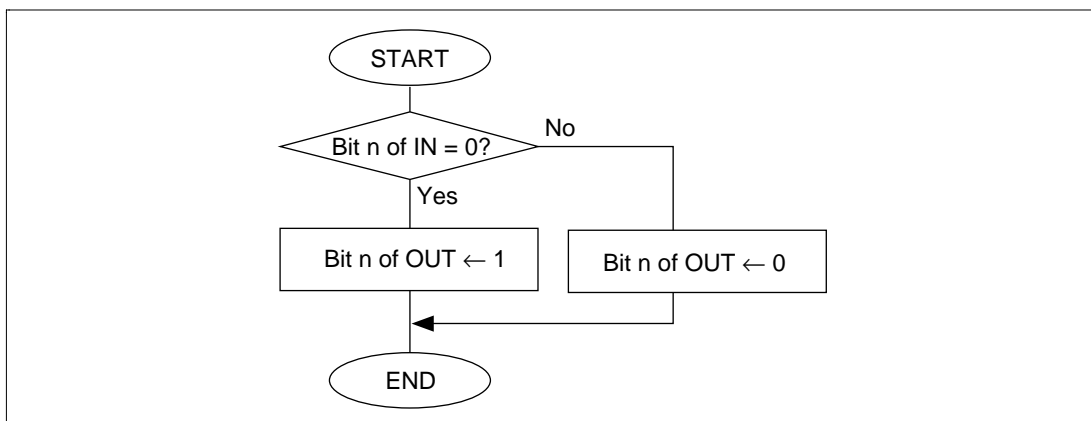 START
Bit n of IN = 0?
No
Yes
Bit n of OUT ← 1
Bit n of OUT ← 0
END